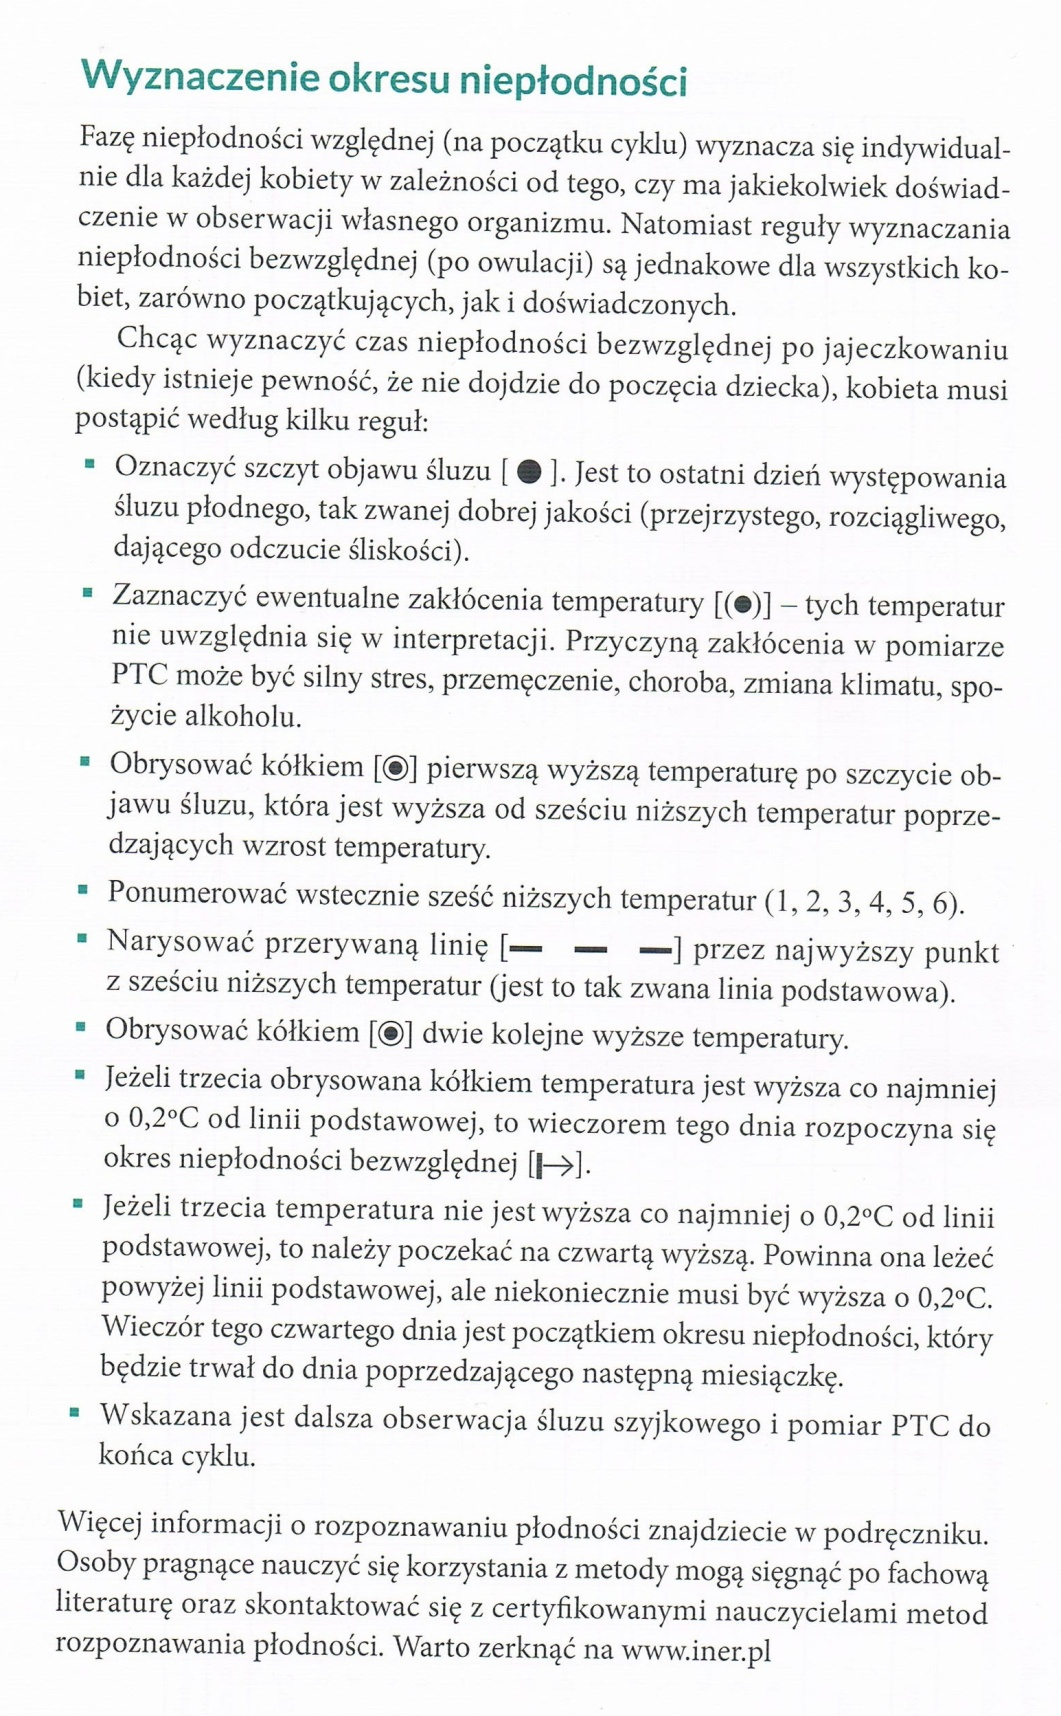 Wyznaczenie okresu niepłodności
Fazę niepłodności względnej (na początku cyklu) wyznacza się indywidual-
nie dla każdej kobiety w zależności od tego, czy ma jakiekolwiek doświad-
czenie w obserwacji własnego organizmu. Natomiast reguły wyznaczania
niepłodności bezwzględnej (po owulacji) są jednakowe dla wszystkich ko-
biet, zarówno początkujących, jak i doświadczonych.
Chcąc wyznaczyć czas niepłodności bezwzględnej po jajeczkowaniu
(kiedy istnieje pewność, że nie dojdzie do poczęcia dziecka), kobieta musi
postąpić według kilku reguł:
▪ Oznaczyć szczyt objawu śluzu [ ● ]. Jest to ostatni dzień występowania
śluzu płodnego, tak zwanej dobrej jakości (przejrzystego, rozciągliwego,
dającego odczucie śliskości).
▪ Zaznaczyć ewentualne zakłócenia temperatury [(●)] – tych temperatur
nie uwzględnia się w interpretacji. Przyczyną zakłócenia w pomiarze
PTC może być silny stres, przemęczenie, choroba, zmiana klimatu, spo-
życie alkoholu.
▪ Obrysować kółkiem [◉] pierwszą wyższą temperaturę po szczycie ob-
jawu śluzu, która jest wyższa od sześciu niższych temperatur poprze-
dzających wzrost temperatury.
▪ Ponumerować wstecznie sześć niższych temperatur (1, 2, 3, 4, 5, 6).
▪ Narysować przerywaną linię [— — —] przez najwyższy punkt
z sześciu niższych temperatur (jest to tak zwana linia podstawowa).
▪ Obrysować kółkiem [◉] dwie kolejne wyższe temperatury.
▪ Jeżeli trzecia obrysowana kółkiem temperatura jest wyższa co najmniej
o 0,2°C od linii podstawowej, to wieczorem tego dnia rozpoczyna się
okres niepłodności bezwzględnej [|→].
▪ Jeżeli trzecia temperatura nie jest wyższa co najmniej o 0,2°C od linii
podstawowej, to należy poczekać na czwartą wyższą. Powinna ona leżeć
powyżej linii podstawowej, ale niekoniecznie musi być wyższa o 0,2°C.
Wieczór tego czwartego dnia jest początkiem okresu niepłodności, który
będzie trwał do dnia poprzedzającego następną miesiączkę.
▪ Wskazana jest dalsza obserwacja śluzu szyjkowego i pomiar PTC do
końca cyklu.
Więcej informacji o rozpoznawaniu płodności znajdziecie w podręczniku.
Osoby pragnące nauczyć się korzystania z metody mogą sięgnąć po fachową
literaturę oraz skontaktować się z certyfikowanymi nauczycielami metod
rozpoznawania płodności. Warto zerknąć na www.iner.pl